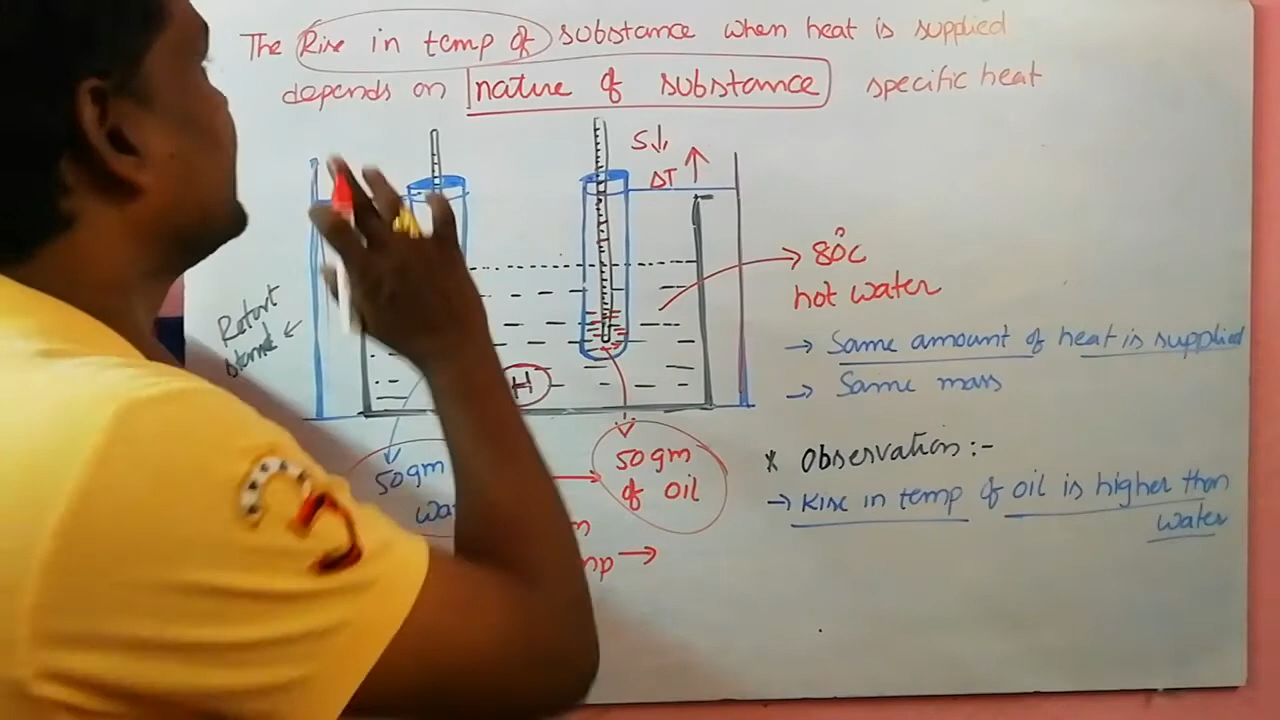 The Rise in temp of substance when heat is supplied
depends on nature of substance specific heat
S↓
ΔT ↑
80°C
hot water
Retort
→ Same amount of heat is supplied
→ Same mass
H
50gm
50gm
of oil
* Observation:-
→ Rise in temp of oil is higher than
water